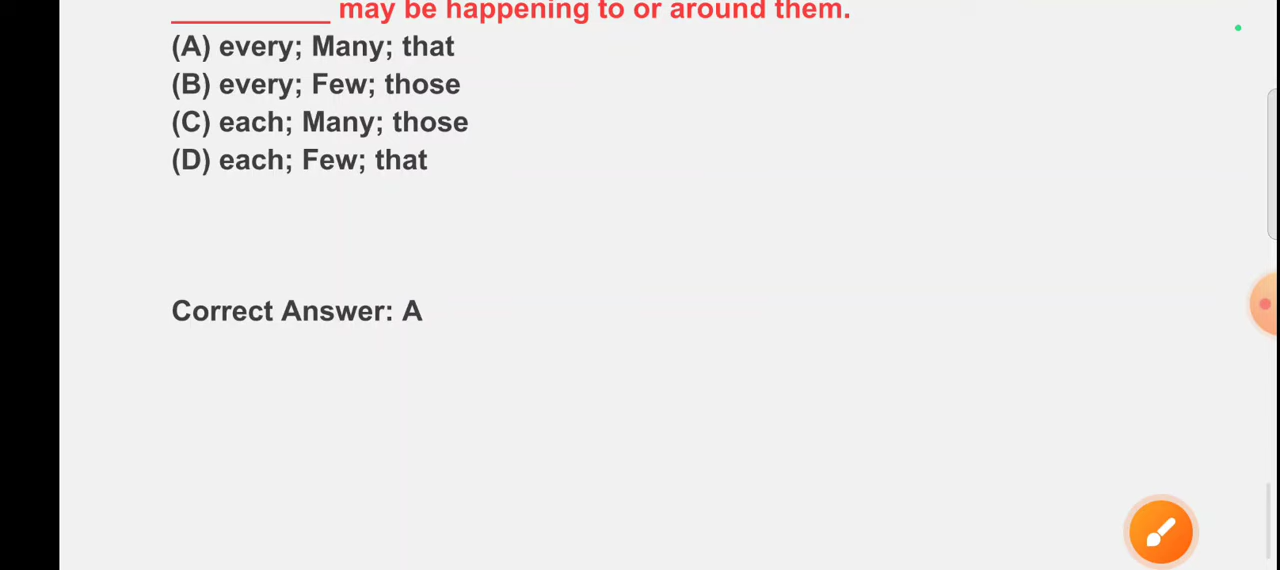 __________ may be happening to or around them.
(A) every; Many; that
(B) every; Few; those
(C) each; Many; those
(D) each; Few; that
Correct Answer: A